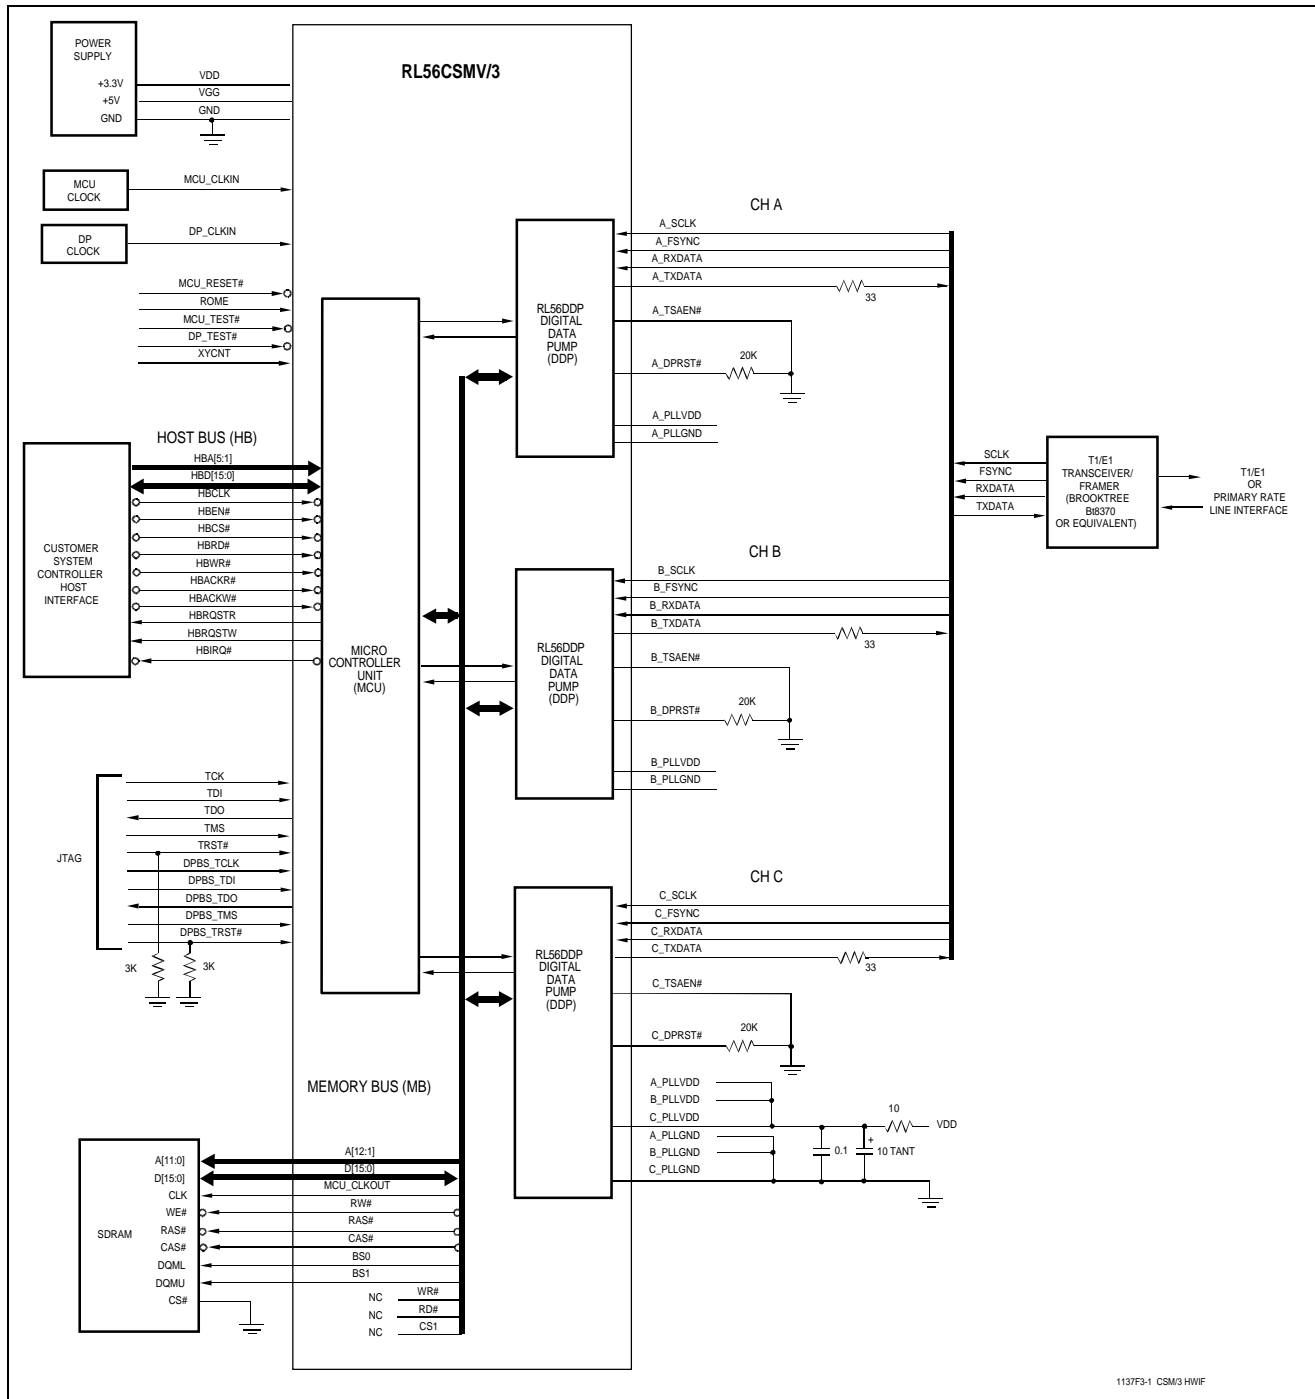 POWER
SUPPLY
+3.3V
+5V
GND
VDD
VGG
GND
RL56CSMV/3
MCU
CLOCK
MCU_CLKIN
DP
CLOCK
DP_CLKIN
MCU_RESET#
ROME
MCU_TEST#
DP_TEST#
XYCNT
HOST BUS (HB)
HBA[5:1]
HBD[15:0]
HBCLK
HBEN#
HBCS#
HBRD#
HBWR#
HBACKR#
HBACKW#
HBRQSTR
HBRQSTW
HBIRQ#
CUSTOMER
SYSTEM
CONTROLLER
HOST
INTERFACE
MICRO
CONTROLLER
UNIT
(MCU)
JTAG
TCK
TDI
TDO
TMS
TRST#
DPBS_TCLK
DPBS_TDI
DPBS_TDO
DPBS_TMS
DPBS_TRST#
3K
3K
CH A
RL56DDP
DIGITAL
DATA
PUMP
(DDP)
A_SCLK
A_FSYNC
A_RXDATA
A_TXDATA
33
A_TSAEN#
A_DPRST#
20K
A_PLLVDD
A_PLLGND
CH B
RL56DDP
DIGITAL
DATA
PUMP
(DDP)
B_SCLK
B_FSYNC
B_RXDATA
B_TXDATA
33
B_TSAEN#
B_DPRST#
20K
B_PLLVDD
B_PLLGND
CH C
RL56DDP
DIGITAL
DATA
PUMP
(DDP)
C_SCLK
C_FSYNC
C_RXDATA
C_TXDATA
33
C_TSAEN#
C_DPRST#
20K
A_PLLVDD
B_PLLVDD
C_PLLVDD
A_PLLGND
B_PLLGND
C_PLLGND
10
VDD
0.1
+
10 TANT
SCLK
FSYNC
RXDATA
TXDATA
T1/E1
TRANSCEIVER/
FRAMER
(BROOKTREE
Bt8370
OR EQUIVALENT)
T1/E1
OR
PRIMARY RATE
LINE INTERFACE
MEMORY BUS (MB)
SDRAM
A[11:0]
D[15:0]
CLK
WE#
RAS#
CAS#
DQML
DQMU
CS#
A[12:1]
D[15:0]
MCU_CLKOUT
RW#
RAS#
CAS#
BS0
BS1
NC WR#
NC RD#
NC CS1
1137F3-1 CSM/3 HWIF